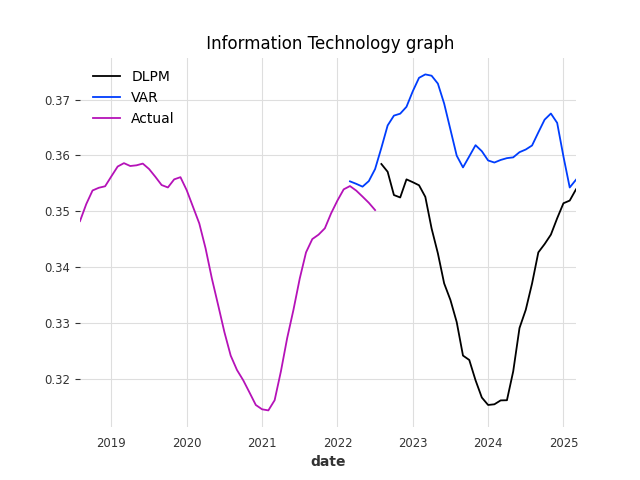 Information Technology graph
DLPM
VAR
Actual
0.37
0.36
0.35
0.34
0.33
0.32
2019 2020 2021 2022 2023 2024 2025
date